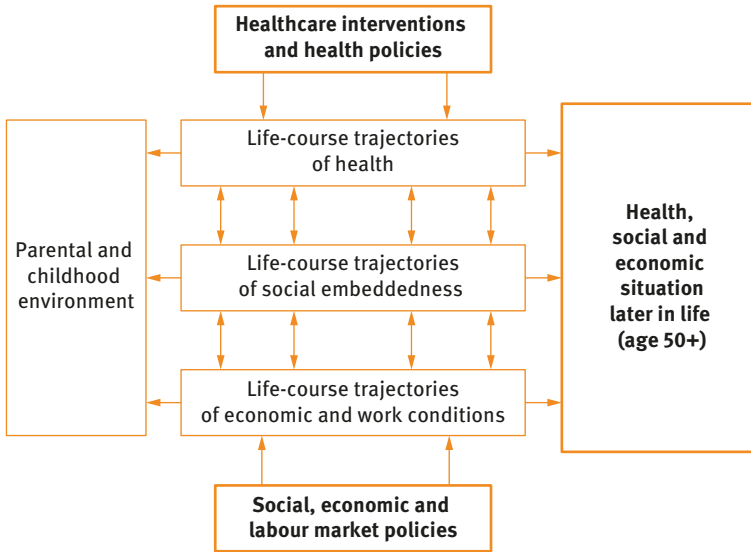 Healthcare interventions
and health policies
Life-course trajectories
of health
Parental and
childhood
environment
Life-course trajectories
of social embeddedness
Health,
social and
economic
situation
later in life
(age 50+)
Life-course trajectories
of economic and work conditions
Social, economic and
labour market policies